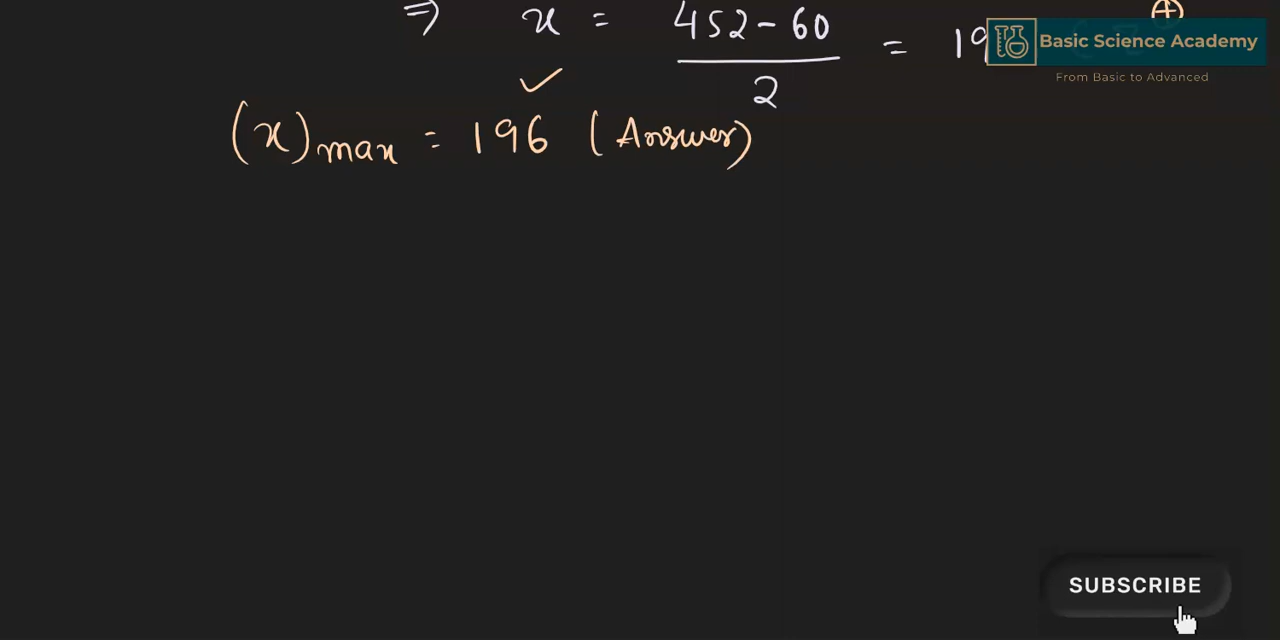 ⇒ x = 452 - 60 / 2 = 19
Basic Science Academy
From Basic to Advanced
(x)max = 196 (Answer)
SUBSCRIBE